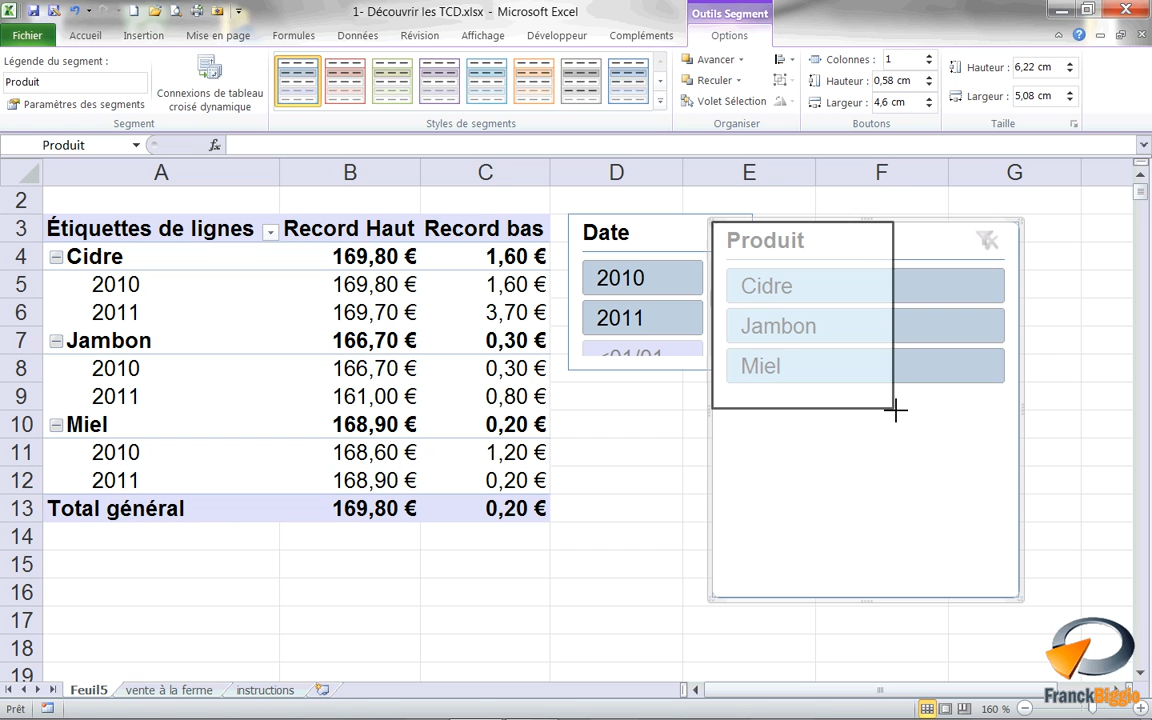 1- Découvrir les TCD.xlsx - Microsoft Excel
Outils Segment
Fichier Accueil Insertion Mise en page Formules Données Révision Affichage Développeur Compléments Options
Légende du segment :
Produit
Paramètres des segments
Segment
Connexions de tableau
croisé dynamique
Styles de segments
Avancer
Reculer
Volet Sélection
Organiser
Colonnes : 1
Hauteur : 0,58 cm
Largeur : 4,6 cm
Boutons
Hauteur : 6,22 cm
Largeur : 5,08 cm
Taille
Produit fx
A B C D E F G
2
3 Étiquettes de lignes Record Haut Record bas
4 Cidre 169,80 € 1,60 €
5 2010 169,80 € 1,60 €
6 2011 169,70 € 3,70 €
7 Jambon 166,70 € 0,30 €
8 2010 166,70 € 0,30 €
9 2011 161,00 € 0,80 €
10 Miel 168,90 € 0,20 €
11 2010 168,60 € 1,20 €
12 2011 168,90 € 0,20 €
13 Total général 169,80 € 0,20 €
14
15
16
17
18
19
Date
2010
2011
Produit
Cidre
Jambon
Miel
FranckBiggio
Feuil5 vente à la ferme instructions
Prêt 160 %